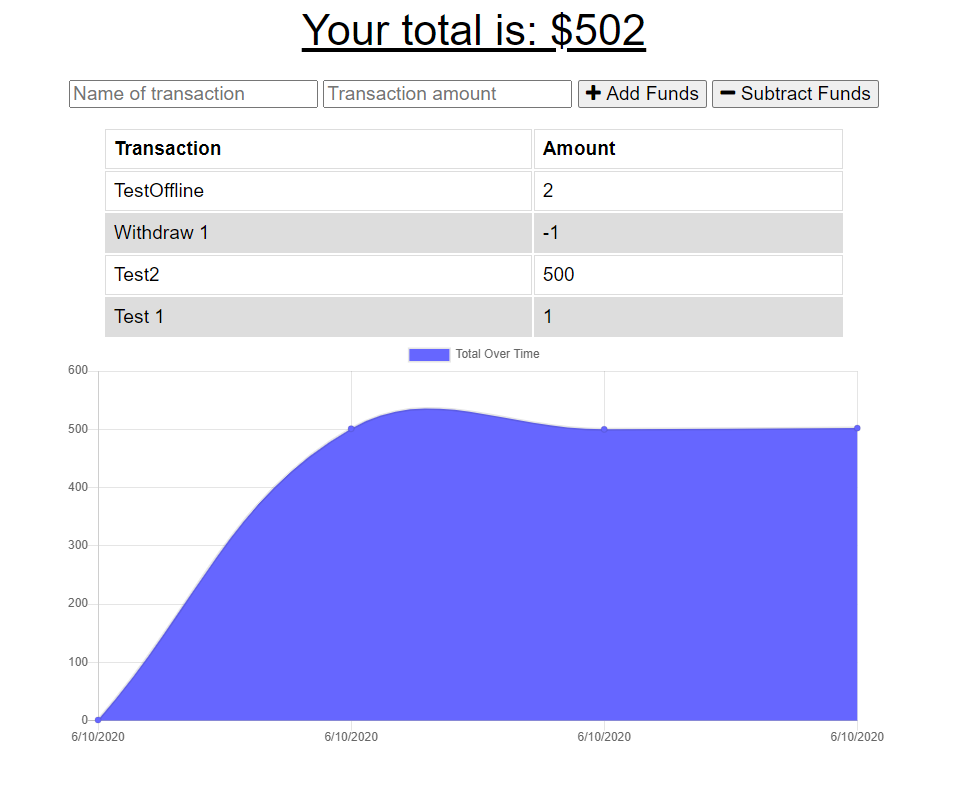 Your total is: $502
Name of transaction Transaction amount + Add Funds − Subtract Funds
Transaction Amount
TestOffline 2
Withdraw 1 -1
Test2 500
Test 1 1
Total Over Time
600
500
400
300
200
100
0
6/10/2020 6/10/2020 6/10/2020 6/10/2020